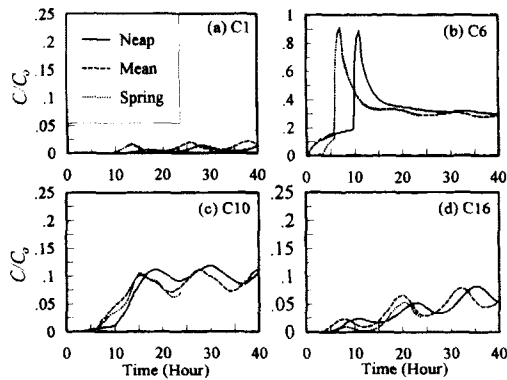 (a) C1
Neap
Mean
Spring
C/Co
.25
.2
.15
.1
.05
0
0 10 20 30 40
(b) C6
1
.8
.6
.4
.2
0
0 10 20 30 40
(c) C10
C/Co
.25
.2
.15
.1
.05
0
0 10 20 30 40
Time (Hour)
(d) C16
.25
.2
.15
.1
.05
0
0 10 20 30 40
Time (Hour)